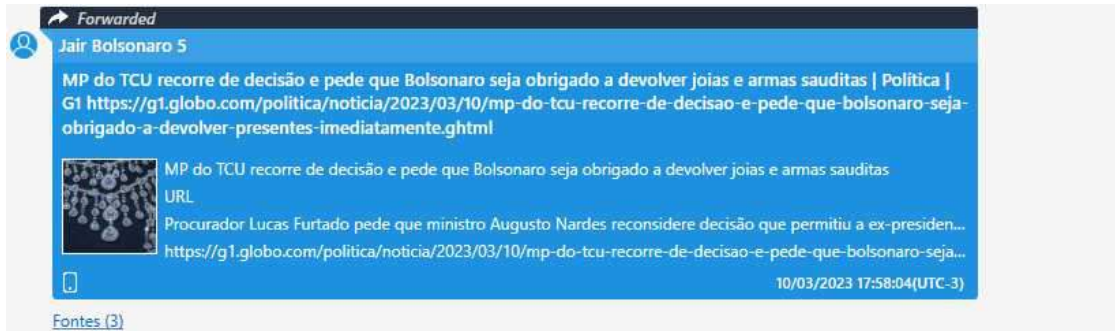 Forwarded
Jair Bolsonaro 5
MP do TCU recorre de decisão e pede que Bolsonaro seja obrigado a devolver joias e armas sauditas | Política |
G1 https://g1.globo.com/politica/noticia/2023/03/10/mp-do-tcu-recorre-de-decisao-e-pede-que-bolsonaro-seja-
obrigado-a-devolver-presentes-imediatamente.ghtml
MP do TCU recorre de decisão e pede que Bolsonaro seja obrigado a devolver joias e armas sauditas
URL
Procurador Lucas Furtado pede que ministro Augusto Nardes reconsidere decisão que permitiu a ex-presiden...
https://g1.globo.com/politica/noticia/2023/03/10/mp-do-tcu-recorre-de-decisao-e-pede-que-bolsonaro-seja...
10/03/2023 17:58:04(UTC-3)
Fontes (3)